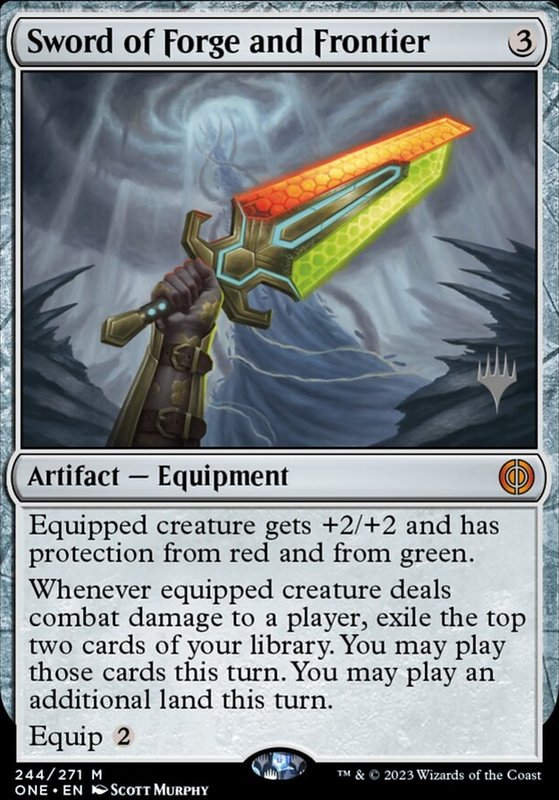 Sword of Forge and Frontier 3
Artifact — Equipment
Equipped creature gets +2/+2 and has
protection from red and from green.
Whenever equipped creature deals
combat damage to a player, exile the top
two cards of your library. You may play
those cards this turn. You may play an
additional land this turn.
Equip 2
244/271 M
ONE • EN Scott Murphy
™ & © 2023 Wizards of the Coast